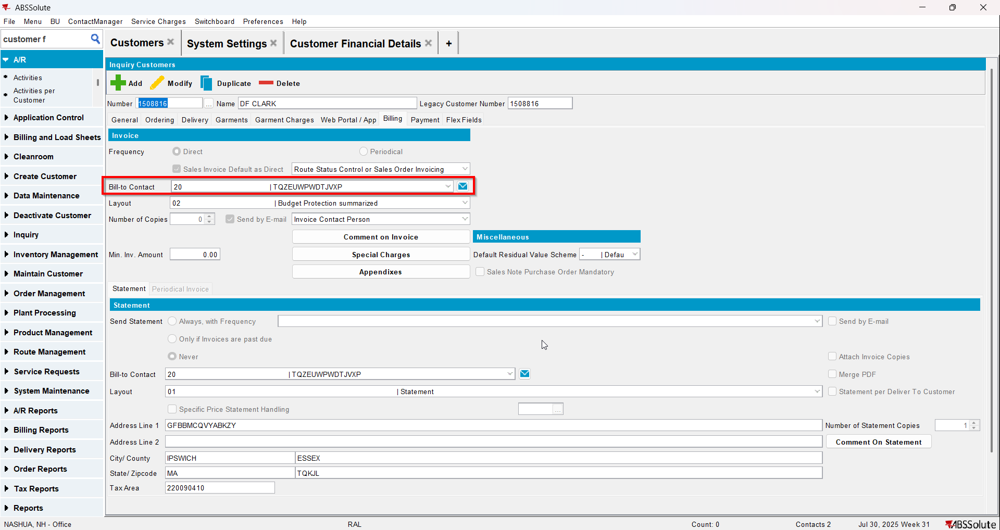 ABSSolute
File Menu BU ContactManager Service Charges Switchboard Preferences Help
customer f
Customers System Settings Customer Financial Details +
A/R
Activities
Activities per
Customer
Application Control
Billing and Load Sheets
Cleanroom
Create Customer
Data Maintenance
Deactivate Customer
Inquiry
Inventory Management
Maintain Customer
Order Management
Plant Processing
Product Management
Route Management
Service Requests
System Maintenance
A/R Reports
Billing Reports
Delivery Reports
Order Reports
Tax Reports
Reports
Inquiry Customers
Add Modify Duplicate Delete
Number 1508816 ... Name DF CLARK Legacy Customer Number 1508816
General Ordering Delivery Garments Garment Charges Web Portal / App Billing Payment Flex Fields
Invoice
Frequency Direct Periodical
Sales Invoice Default as Direct Route Status Control or Sales Order Invoicing
Bill-to Contact 20 | TQZEUWPWDTJVXP
Layout 02 | Budget Protection summarized
Number of Copies 0 Send by E-mail Invoice Contact Person
Comment on Invoice Miscellaneous
Min. Inv. Amount 0.00 Special Charges Default Residual Value Scheme - | Defau
Appendixes Sales Note Purchase Order Mandatory
Statement Periodical Invoice
Statement
Send Statement Always, with Frequency Send by E-mail
Only if Invoices are past due
Never Attach Invoice Copies
Bill-to Contact 20 | TQZEUWPWDTJVXP Merge PDF
Layout 01 | Statement Statement per Deliver To Customer
Specific Price Statement Handling ...
Address Line 1 GFBBMCQVYABKZY Number of Statement Copies 1
Address Line 2 Comment On Statement
City/ County IPSWICH ESSEX
State/ Zipcode MA TQKJL
Tax Area 220090410
NASHUA, NH - Office RAL Count: 0 Contacts 2 Jul 30, 2025 Week 31 ABSSolute